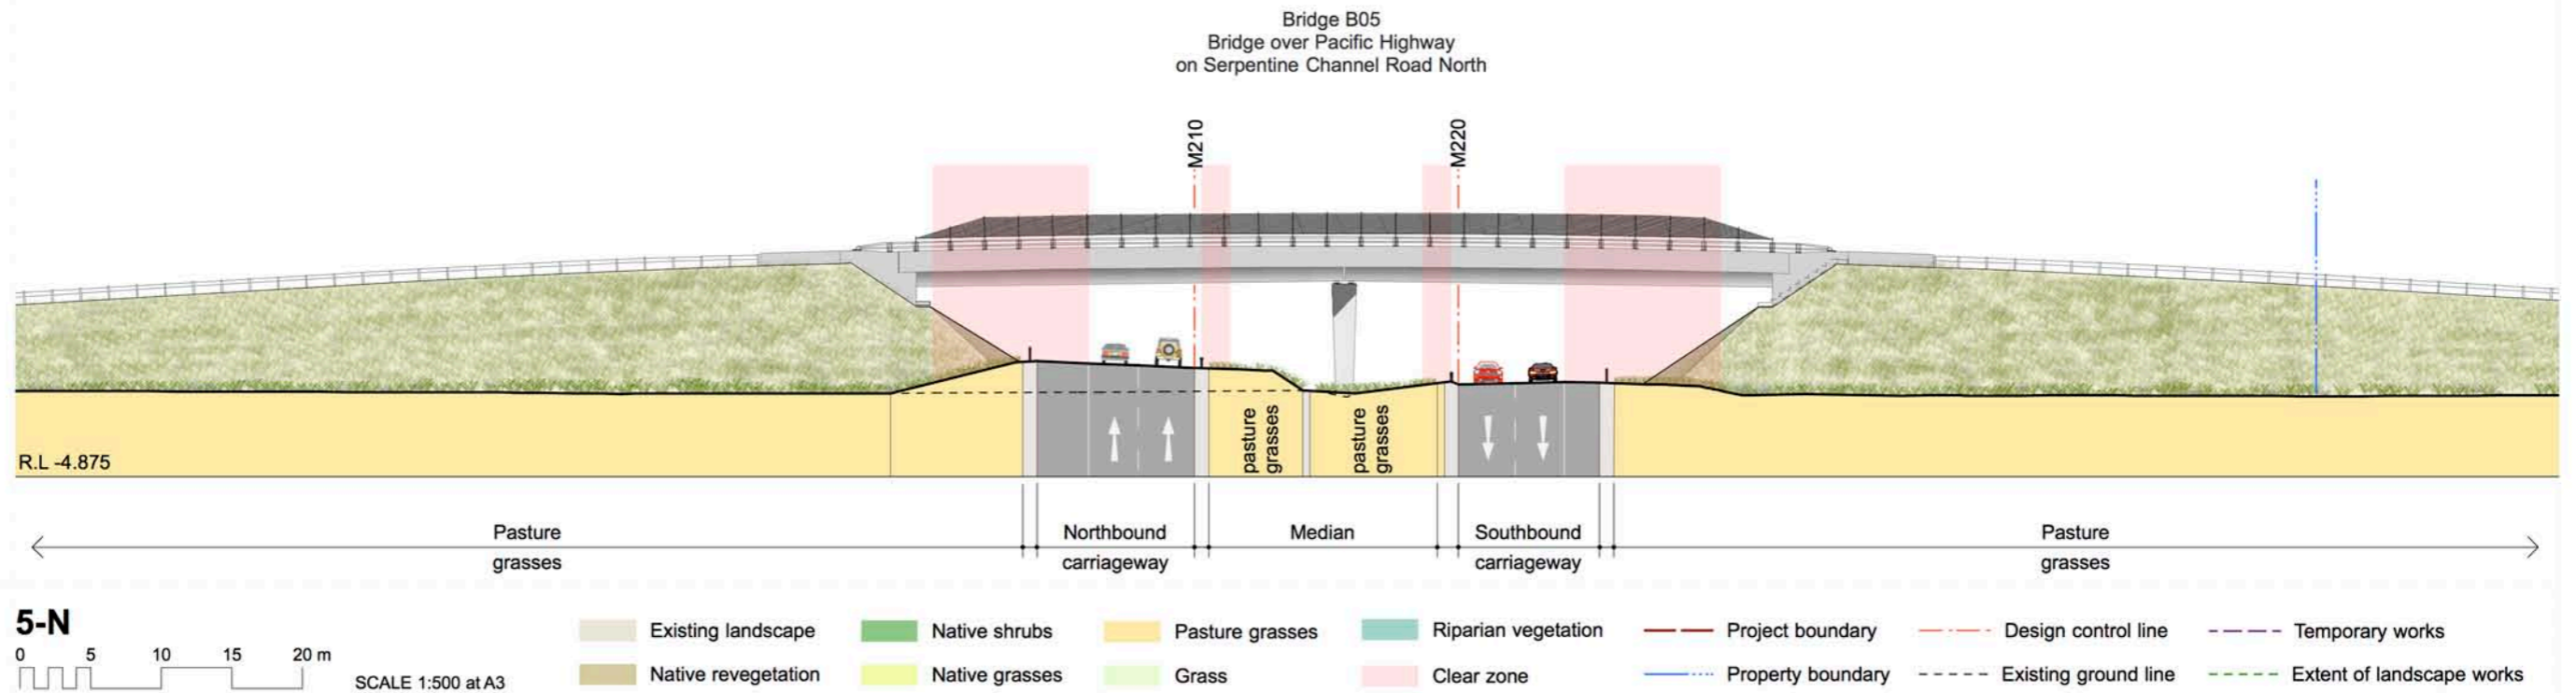 Bridge B05
Bridge over Pacific Highway
on Serpentine Channel Road North
M210
M220
pasture
grasses
pasture
grasses
R.L -4.875
Pasture
grasses
Northbound
carriageway
Median
Southbound
carriageway
Pasture
grasses
5-N
0 5 10 15 20 m
SCALE 1:500 at A3
Existing landscape
Native shrubs
Pasture grasses
Riparian vegetation
Project boundary
Design control line
Temporary works
Native revegetation
Native grasses
Grass
Clear zone
Property boundary
Existing ground line
Extent of landscape works